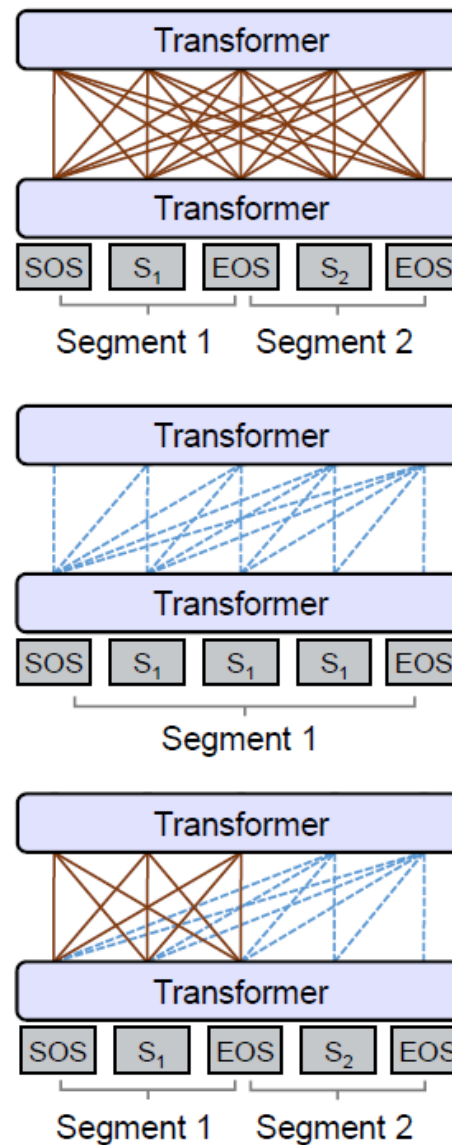 Transformer
Transformer
SOS S₁ EOS S₂ EOS
Segment 1 Segment 2
Transformer
Transformer
SOS S₁ S₁ S₁ EOS
Segment 1
Transformer
Transformer
SOS S₁ EOS S₂ EOS
Segment 1 Segment 2